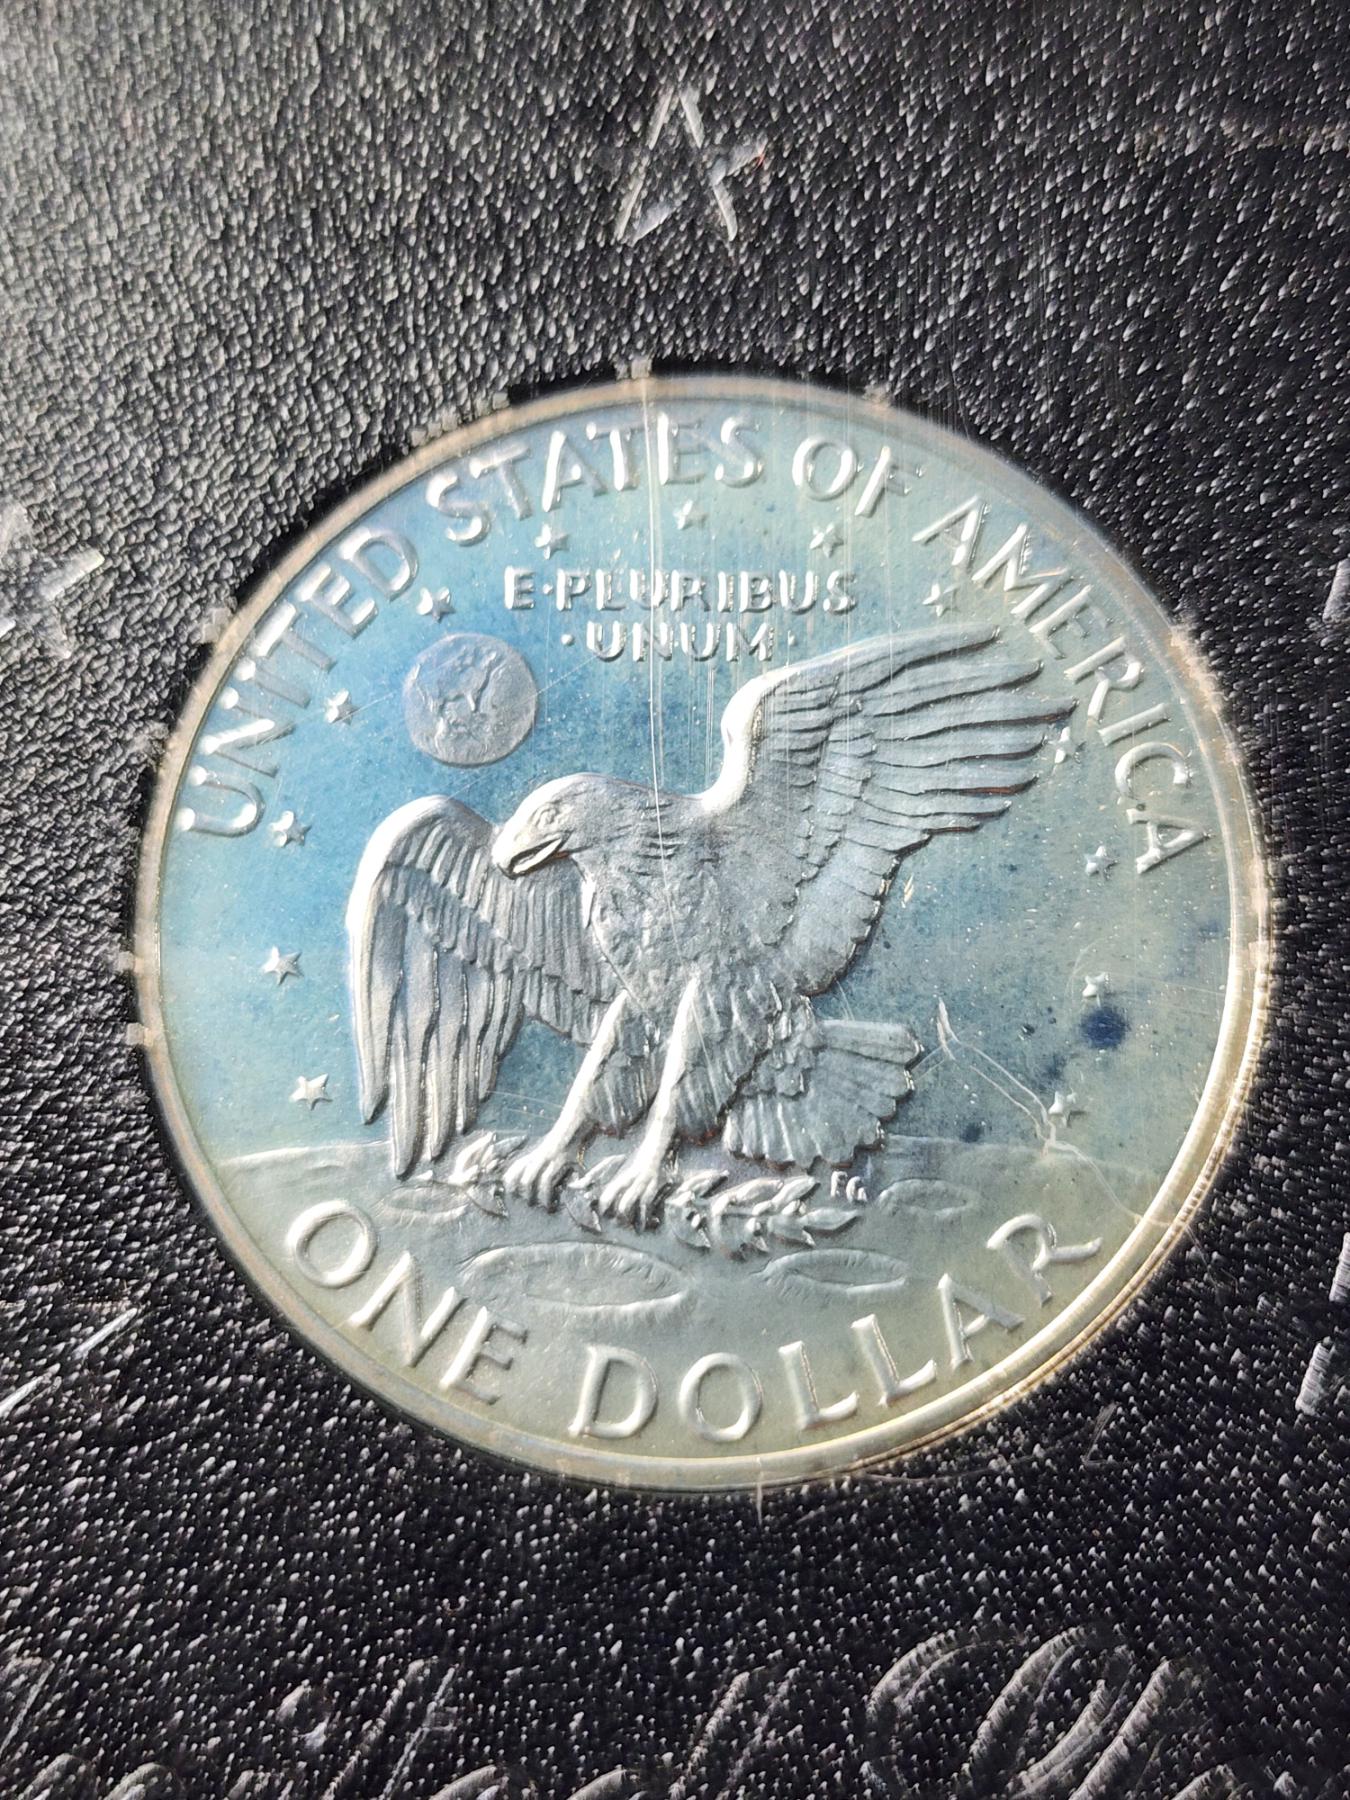 UNITED STATES OF AMERICA
E·PLURIBUS
·UNUM·
FG
ONE DOLLAR